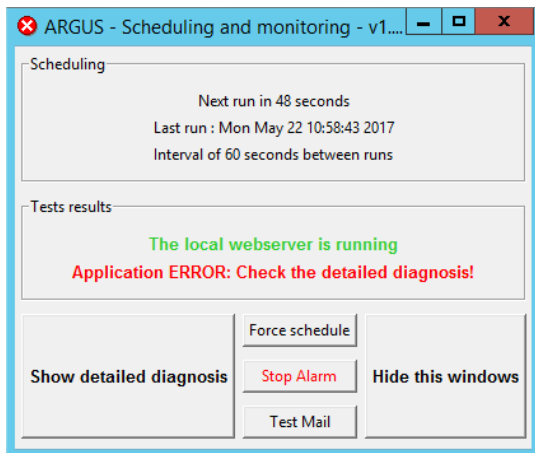 ARGUS - Scheduling and monitoring - v1....
Scheduling
Next run in 48 seconds
Last run : Mon May 22 10:58:43 2017
Interval of 60 seconds between runs
Tests results
The local webserver is running
Application ERROR: Check the detailed diagnosis!
Show detailed diagnosis
Force schedule
Stop Alarm
Test Mail
Hide this windows